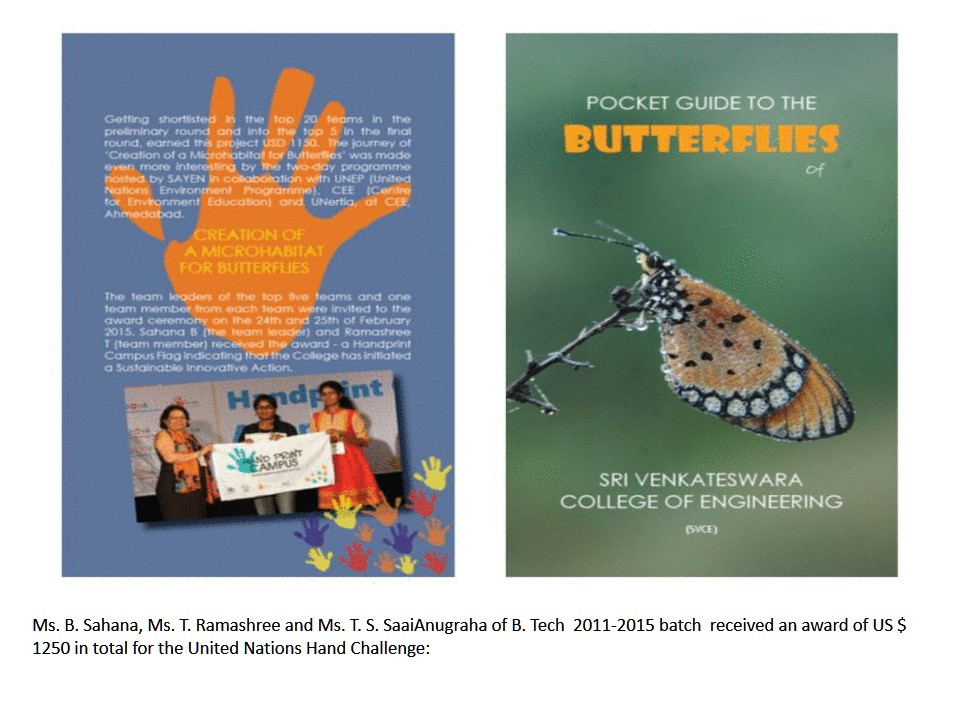 Getting shortlisted in the top 20 teams in the
preliminary round and into the top 5 in the final
round, earned this project USD 1150. The journey of
'Creation of a Microhabitat for Butterflies' was made
even more interesting by the two-day programme
hosted by SAYEN in collaboration with UNEP (United
Nations Environment Programme), CEE (Centre
for Environment Education) and UNertia, at CEE,
Ahmedabad.
CREATION OF
A MICROHABITAT
FOR BUTTERFLIES
The team leaders of the top five teams and one
team member from each team were invited to the
award ceremony on the 24th and 25th of February
2015. Sahana B (the team leader) and Ramashree
T (team member) received the award - a Handprint
Campus Flag indicating that the College has initiated
a Sustainable Innovative Action.
Handprint
HAND PRINT
CAMPUS
POCKET GUIDE TO THE
BUTTERFLIES
of
SRI VENKATESWARA
COLLEGE OF ENGINEERING
(SVCE)
Ms. B. Sahana, Ms. T. Ramashree and Ms. T. S. SaaiAnugraha of B. Tech 2011-2015 batch received an award of US $
1250 in total for the United Nations Hand Challenge: